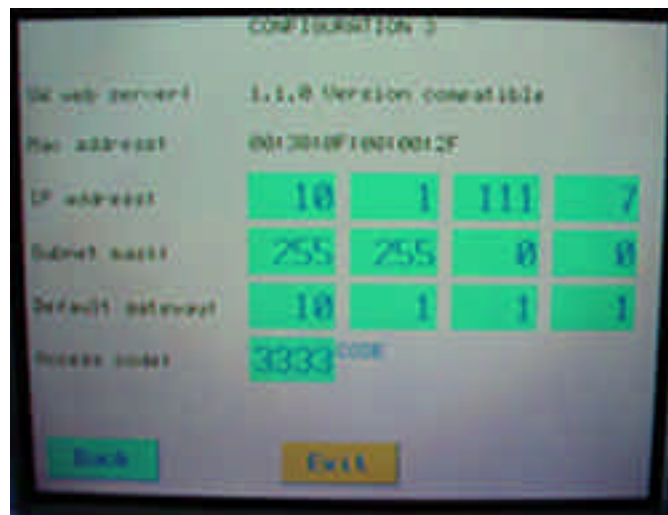 CONFIGURATION 3
web server: 1.1.0 Version compatible
Mac address:
IP address: 10 1 111 7
Subnet mask: 255 255 0 0
Default gateway: 10 1 1 1
Access code: 3333 CODE
Back Exit